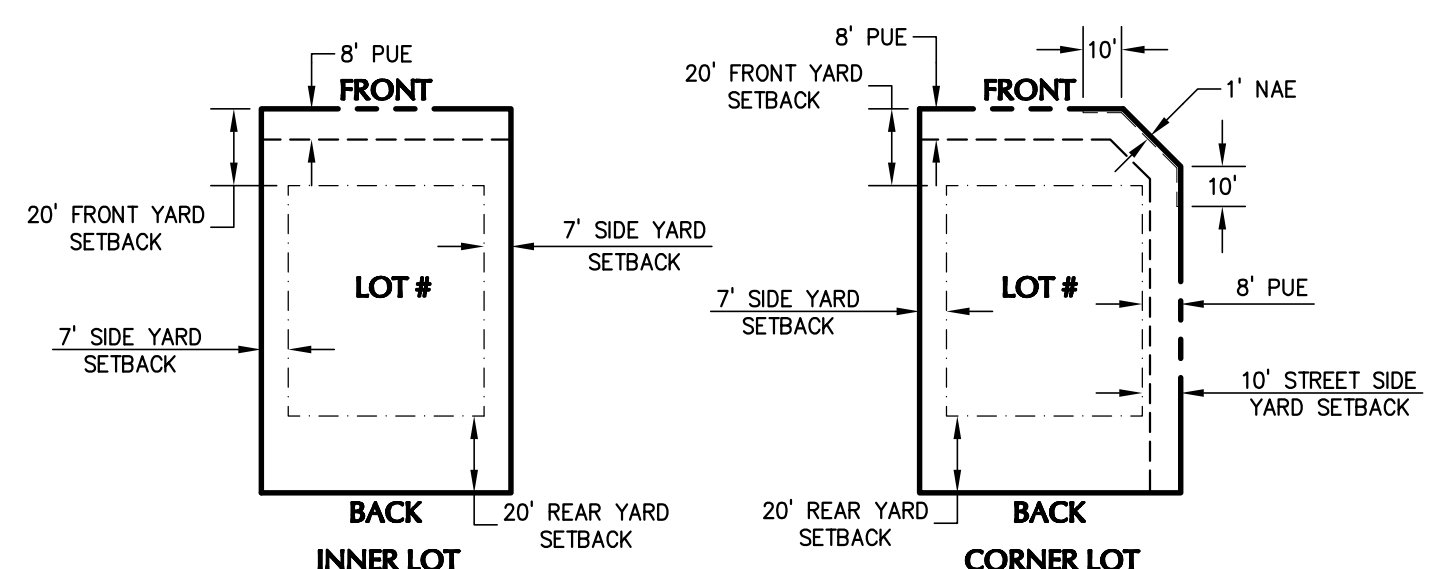 8' PUE
FRONT
20' FRONT YARD
SETBACK
7' SIDE YARD
SETBACK
LOT #
7' SIDE YARD
SETBACK
20' REAR YARD
SETBACK
BACK
INNER LOT
8' PUE
10'
20' FRONT YARD
SETBACK
FRONT
1' NAE
10'
LOT #
7' SIDE YARD
SETBACK
8' PUE
10' STREET SIDE
YARD SETBACK
20' REAR YARD
SETBACK
BACK
CORNER LOT